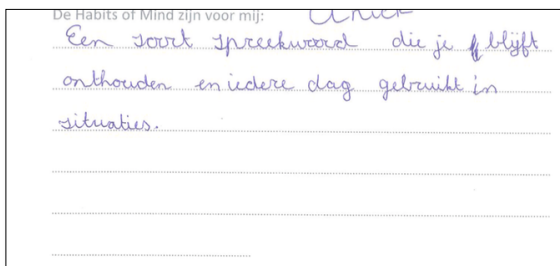 De Habits of Mind zijn voor mij: Uniek
Een soort spreekwoord die je blijft
onthouden en iedere dag gebruikt in
situaties.